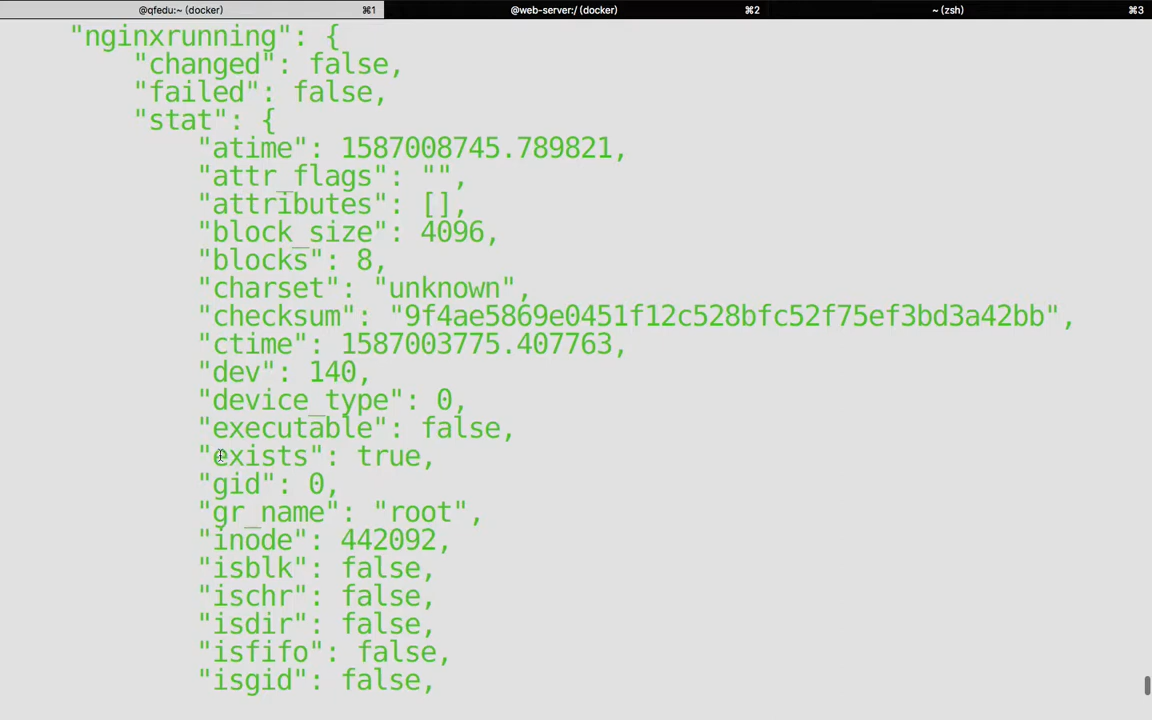 @qfedu:~ (docker) ⌘1 @web-server:/ (docker) ⌘2 ~ (zsh) ⌘3
"nginxrunning": {
"changed": false,
"failed": false,
"stat": {
"atime": 1587008745.789821,
"attr_flags": "",
"attributes": [],
"block_size": 4096,
"blocks": 8,
"charset": "unknown",
"checksum": "9f4ae5869e0451f12c528bfc52f75ef3bd3a42bb",
"ctime": 1587003775.407763,
"dev": 140,
"device_type": 0,
"executable": false,
"exists": true,
"gid": 0,
"gr_name": "root",
"inode": 442092,
"isblk": false,
"ischr": false,
"isdir": false,
"isfifo": false,
"isgid": false,